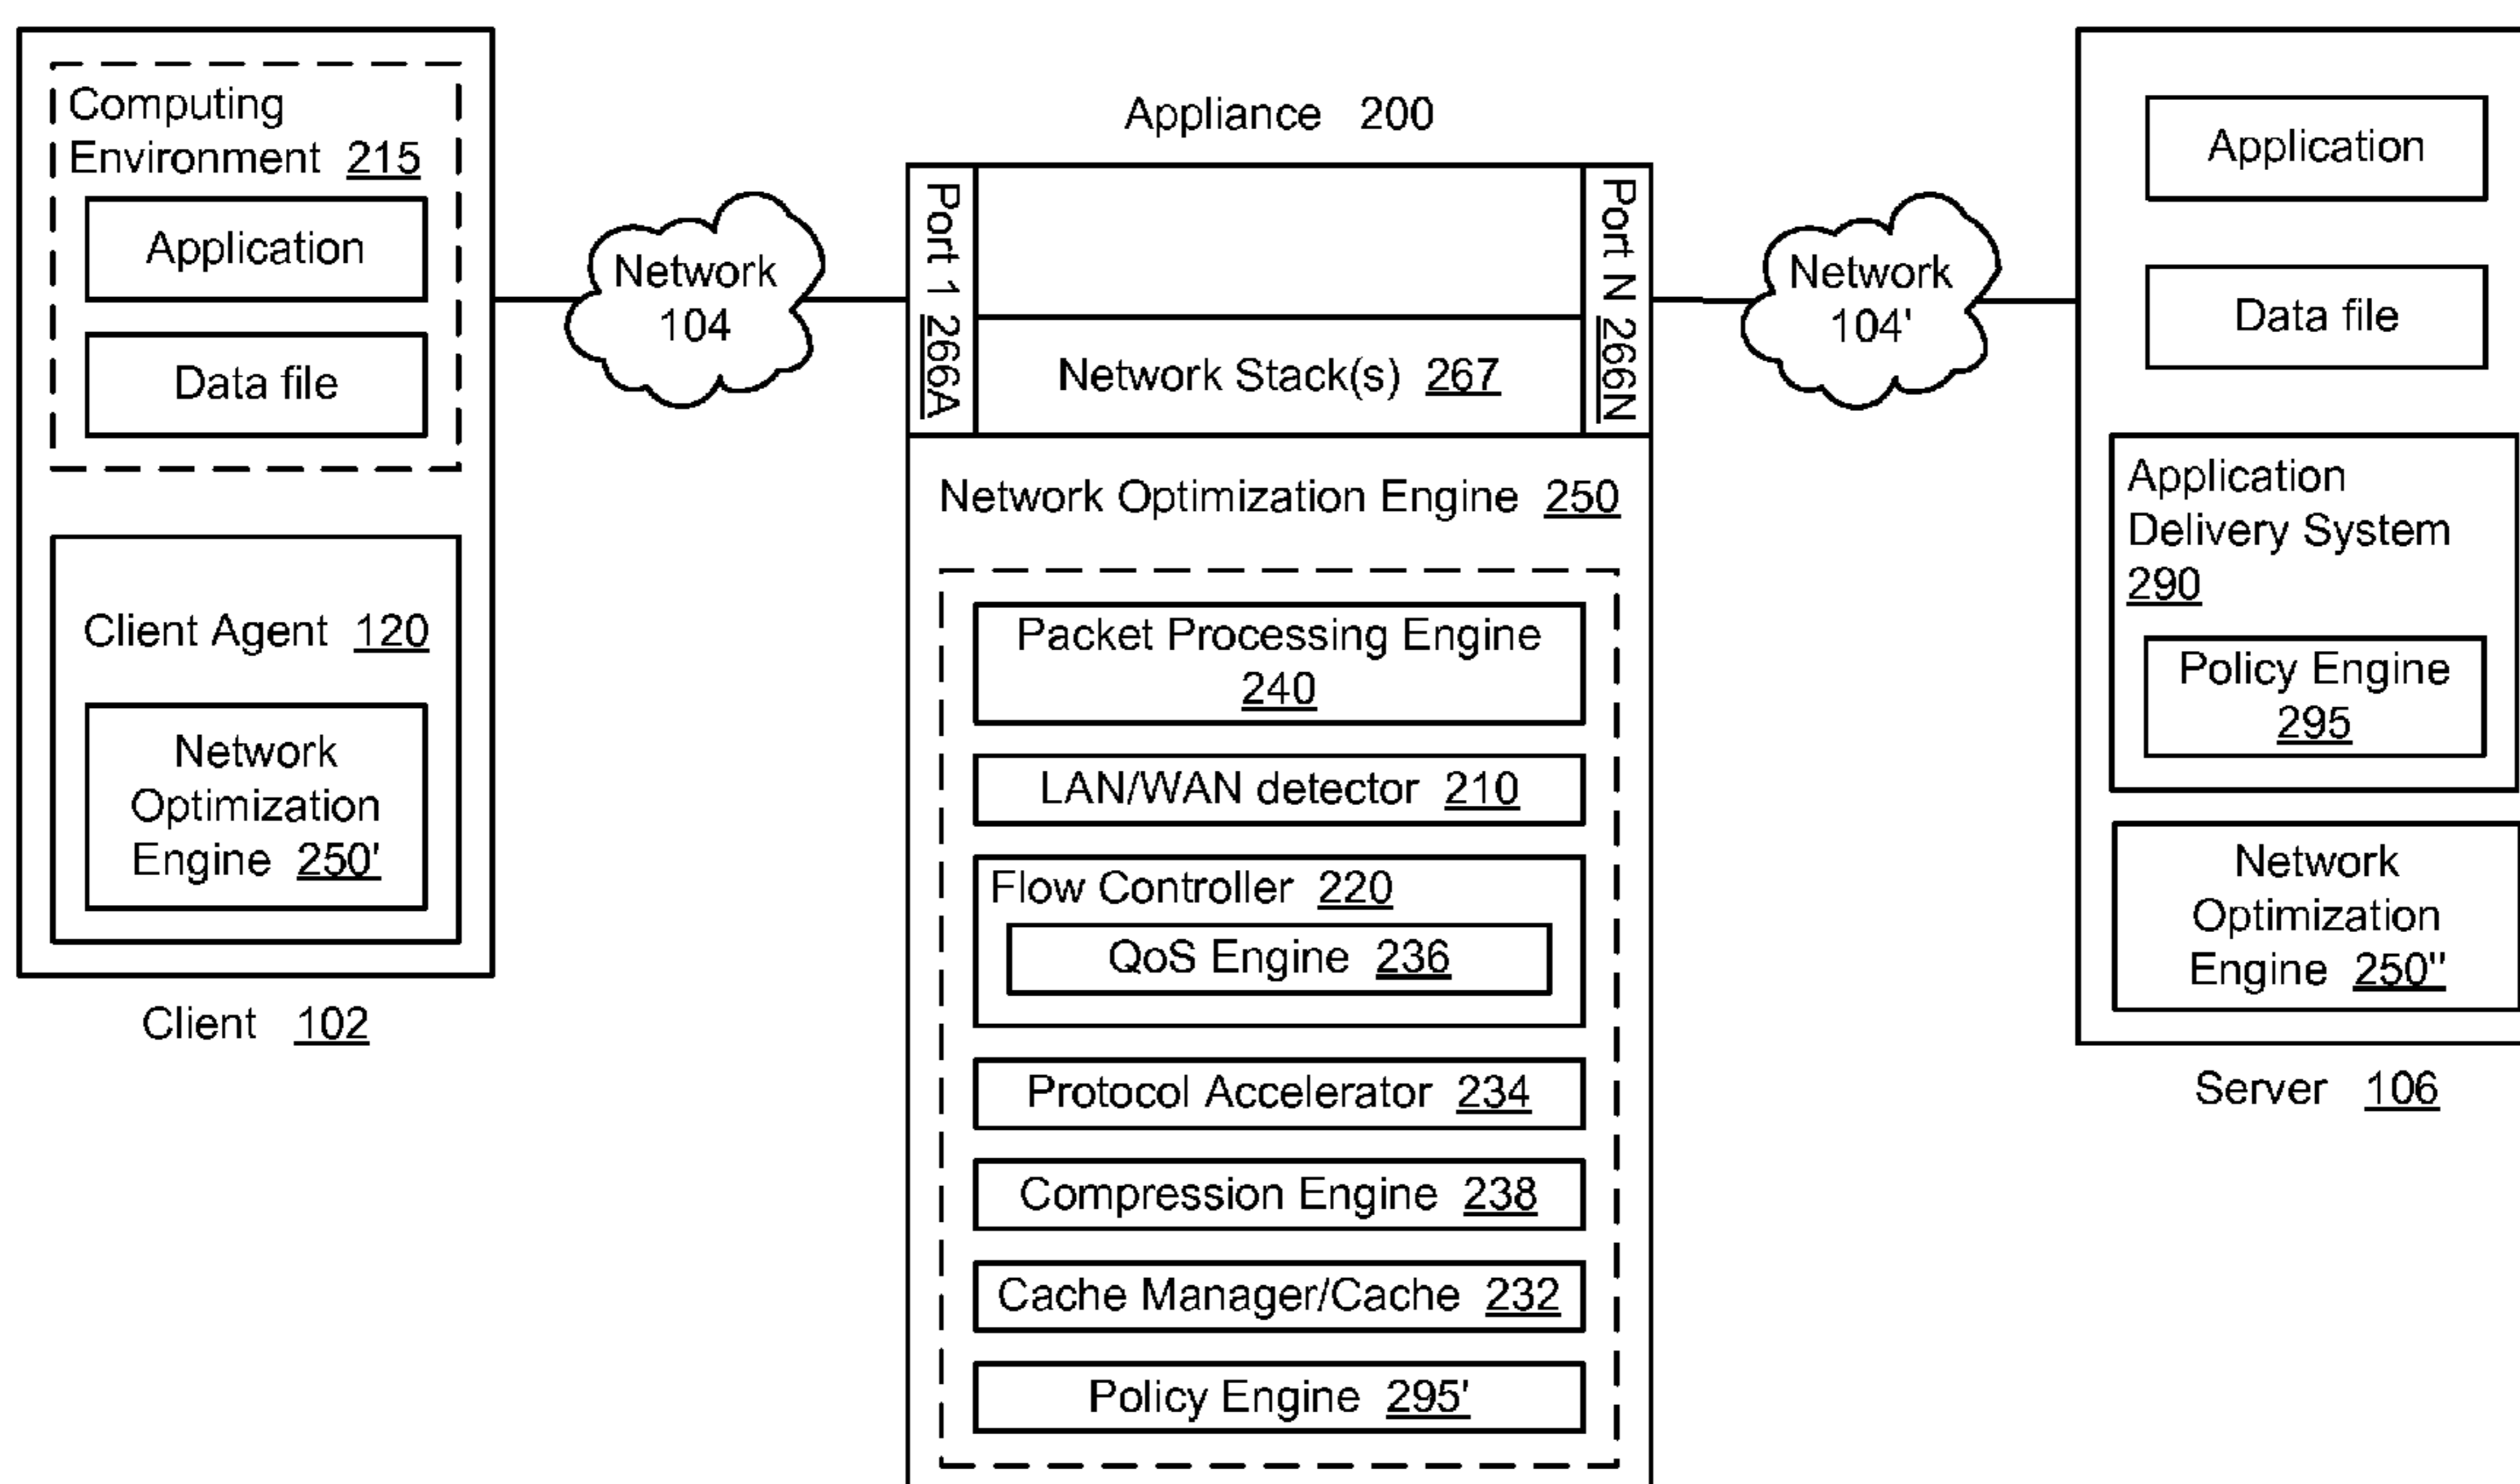 Computing
Environment 215
Application
Data file
Client Agent 120
Network
Optimization
Engine 250'
Client 102
Network
104
Appliance 200
Port 1 266A
Network Stack(s) 267
Port N 266N
Network Optimization Engine 250
Packet Processing Engine
240
LAN/WAN detector 210
Flow Controller 220
QoS Engine 236
Protocol Accelerator 234
Compression Engine 238
Cache Manager/Cache 232
Policy Engine 295'
Network
104'
Application
Data file
Application
Delivery System
290
Policy Engine
295
Network
Optimization
Engine 250"
Server 106